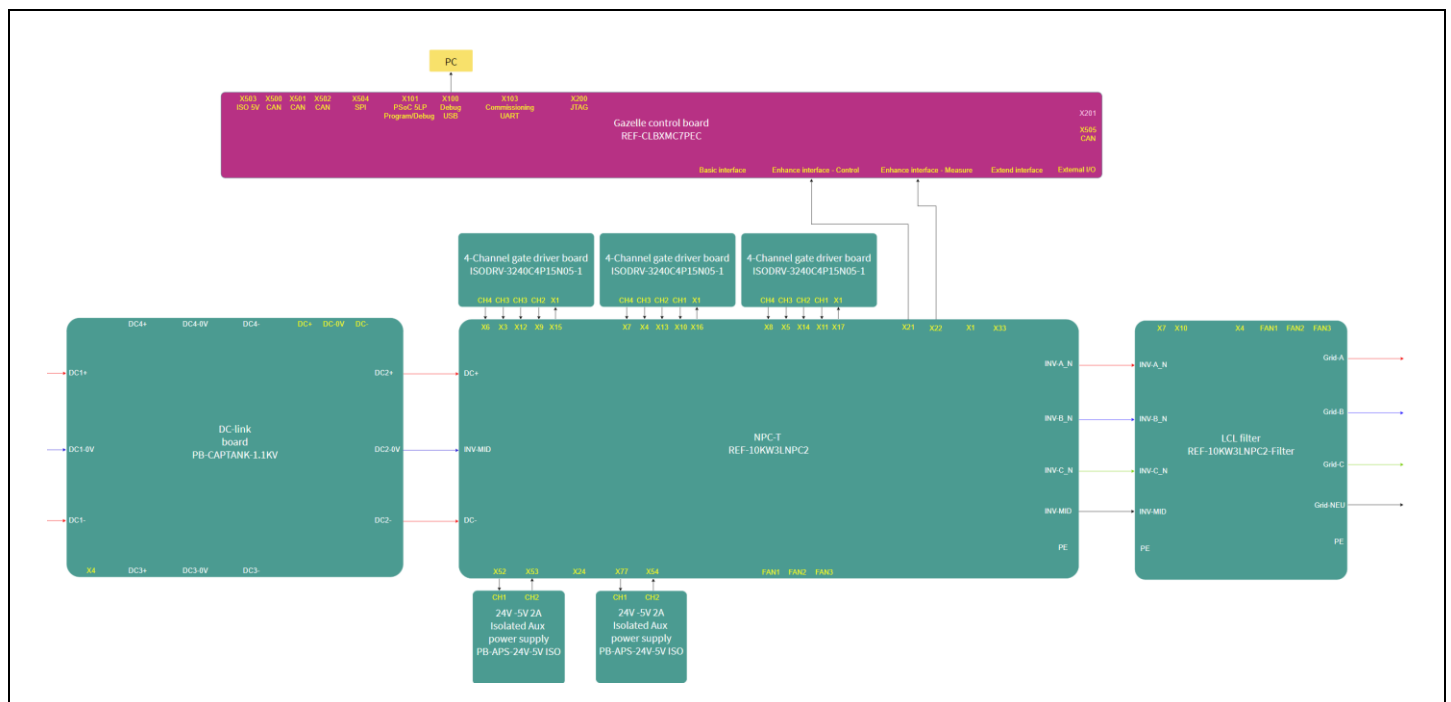 PC
X503 X500 X501 X502 X504 X101 X100 X103 X200
ISO 5V CAN CAN CAN SPI PSoC 5LP Debug Commissioning JTAG
Program/Debug USB UART
X201
Gazelle control board
REF-CLBXMC7PEC
X505
CAN
Basic interface Enhance interface - Control Enhance interface - Measure Extend interface External I/O
4-Channel gate driver board
ISODRV-3240C4P15N05-1
CH4 CH3 CH3 CH2 X1
4-Channel gate driver board
ISODRV-3240C4P15N05-1
CH4 CH3 CH2 CH1 X1
4-Channel gate driver board
ISODRV-3240C4P15N05-1
CH4 CH3 CH2 CH1 X1
DC4+ DC4-0V DC4- DC+ DC-0V DC-
DC1+ DC2+
DC-link
board
PB-CAPTANK-1.1KV
DC1-0V DC2-0V
DC1- DC2-
X4 DC3+ DC3-0V DC3-
X6 X3 X12 X9 X15 X7 X4 X13 X10 X16 X8 X5 X14 X11 X17 X21 X22 X1 X33
DC+ INV-A_N
INV-B_N
NPC-T
REF-10KW3LNPC2
INV-MID
INV-C_N
DC- INV-MID
PE
X52 X53 X24 X77 X54 FAN1 FAN2 FAN3
X7 X10 X4 FAN1 FAN2 FAN3
INV-A_N Grid-A
INV-B_N Grid-B
LCL filter
REF-10KW3LNPC2-Filter
INV-C_N Grid-C
INV-MID Grid-NEU
PE PE
CH1 CH2
24V -5V 2A
Isolated Aux
power supply
PB-APS-24V-5V ISO
CH1 CH2
24V -5V 2A
Isolated Aux
power supply
PB-APS-24V-5V ISO